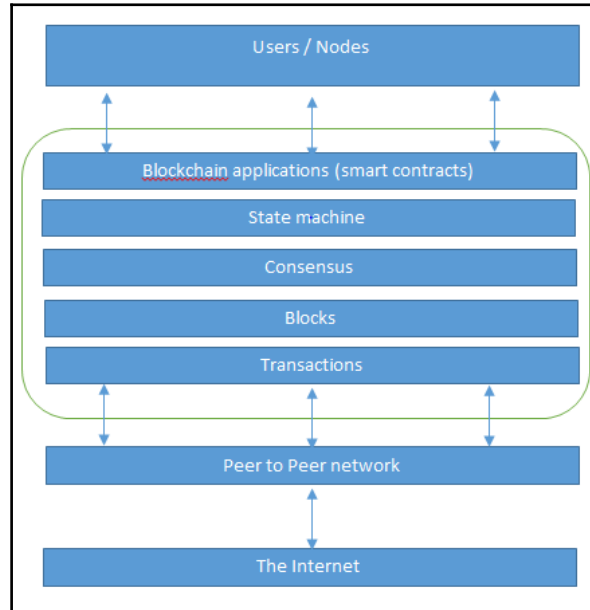 Users / Nodes
Blockchain applications (smart contracts)
State machine
Consensus
Blocks
Transactions
Peer to Peer network
The Internet